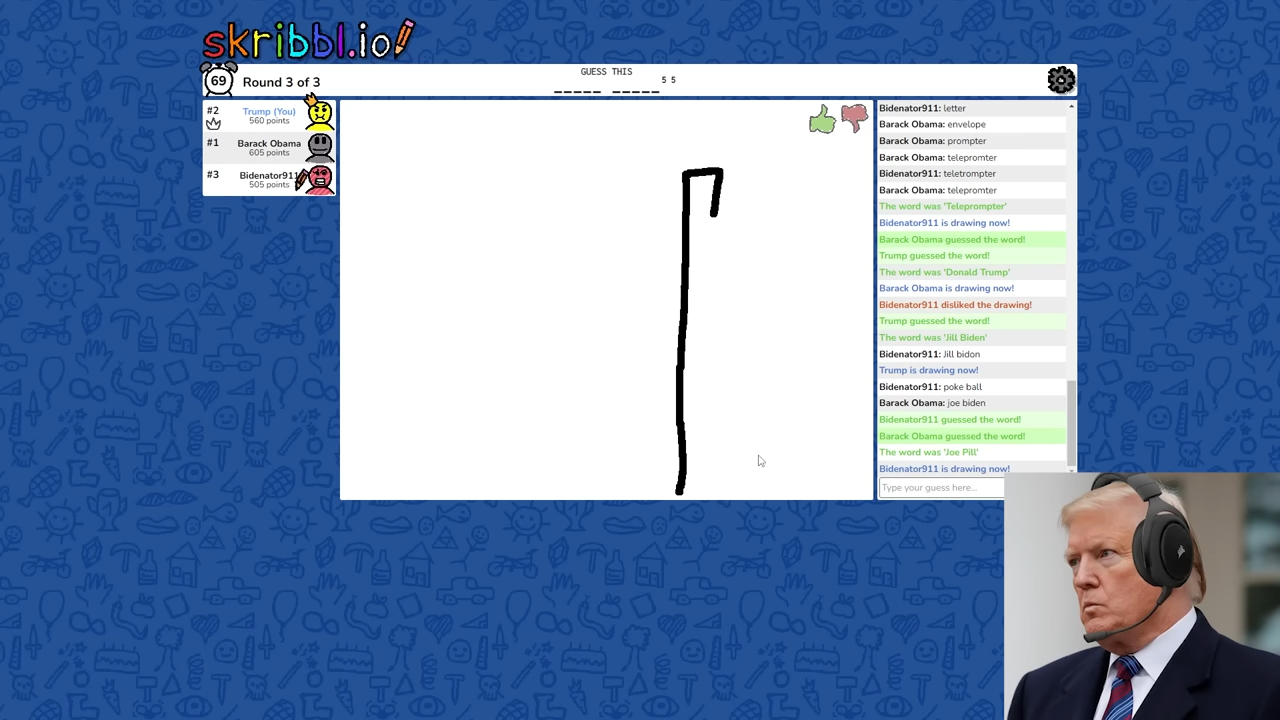 skribbl.io
69
Round 3 of 3
GUESS THIS
_____ _____ 5 5
#2 Trump (You)
560 points
#1 Barack Obama
605 points
#3 Bidenator911
505 points
Bidenator911: letter
Barack Obama: envelope
Barack Obama: prompter
Barack Obama: telepromter
Bidenator911: teletrompter
Barack Obama: telepromter
The word was 'Teleprompter'
Bidenator911 is drawing now!
Barack Obama guessed the word!
Trump guessed the word!
The word was 'Donald Trump'
Barack Obama is drawing now!
Bidenator911 disliked the drawing!
Trump guessed the word!
The word was 'Jill Biden'
Bidenator911: Jill bidon
Trump is drawing now!
Bidenator911: poke ball
Barack Obama: joe biden
Bidenator911 guessed the word!
Barack Obama guessed the word!
The word was 'Joe Pill'
Bidenator911 is drawing now!
Type your guess here...